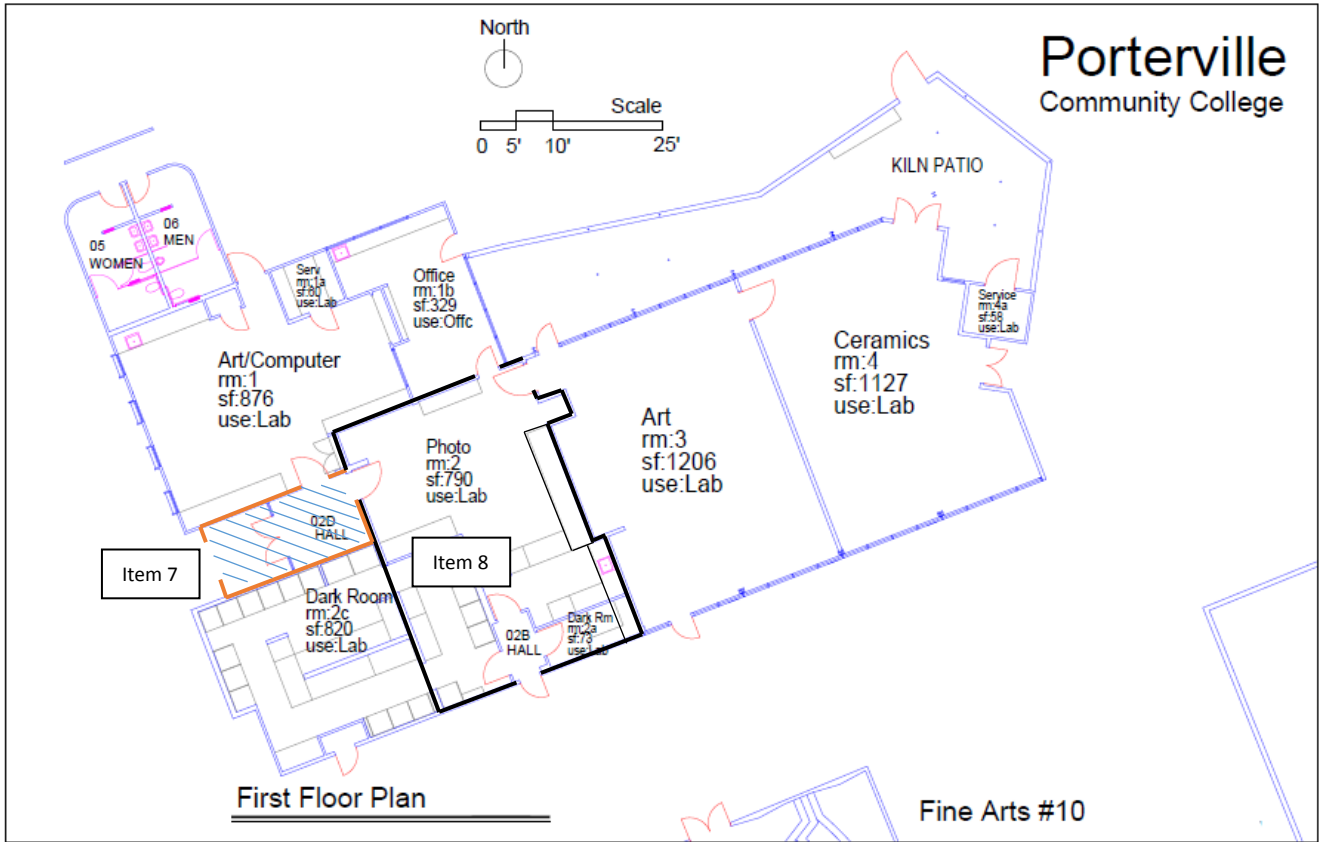 North
Scale
0 5' 10' 25'
Porterville
Community College
KILN PATIO
06
MEN
05
WOMEN
Serv
rm:1a
sf:60
use:Lab
Office
rm:1b
sf:329
use:Offc
Service
rm:4a
sf:58
use:Lab
Art/Computer
rm:1
sf:876
use:Lab
Ceramics
rm:4
sf:1127
use:Lab
Photo
rm:2
sf:790
use:Lab
Art
rm:3
sf:1206
use:Lab
02D
HALL
Item 7
Item 8
Dark Room
rm:2c
sf:820
use:Lab
Dark Rm
rm:2a
sf:73
use:Lab
02B
HALL
First Floor Plan
Fine Arts #10